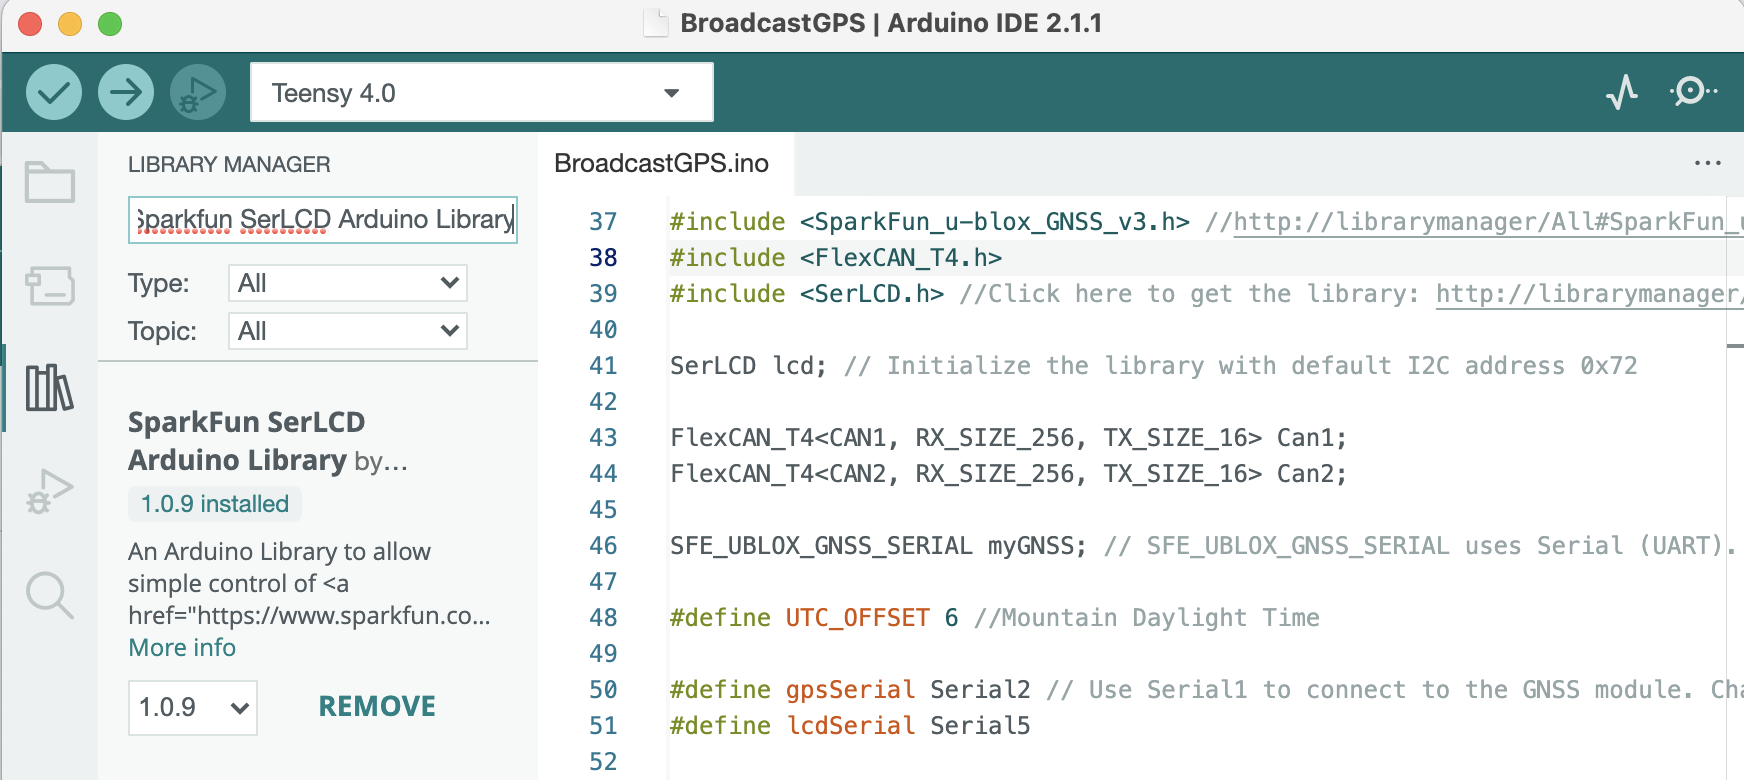 BroadcastGPS | Arduino IDE 2.1.1
Teensy 4.0
LIBRARY MANAGER
Sparkfun SerLCD Arduino Library
Type: All
Topic: All
SparkFun SerLCD
Arduino Library by...
1.0.9 installed
An Arduino Library to allow
simple control of <a
href="https://www.sparkfun.co...
More info
1.0.9
REMOVE
BroadcastGPS.ino
...
37 #include <SparkFun_u-blox_GNSS_v3.h> //http://librarymanager/All#SparkFun_u
38 #include <FlexCAN_T4.h>
39 #include <SerLCD.h> //Click here to get the library: http://librarymanager/
40
41 SerLCD lcd; // Initialize the library with default I2C address 0x72
42
43 FlexCAN_T4<CAN1, RX_SIZE_256, TX_SIZE_16> Can1;
44 FlexCAN_T4<CAN2, RX_SIZE_256, TX_SIZE_16> Can2;
45
46 SFE_UBLOX_GNSS_SERIAL myGNSS; // SFE_UBLOX_GNSS_SERIAL uses Serial (UART).
47
48 #define UTC_OFFSET 6 //Mountain Daylight Time
49
50 #define gpsSerial Serial2 // Use Serial1 to connect to the GNSS module. Cha
51 #define lcdSerial Serial5
52